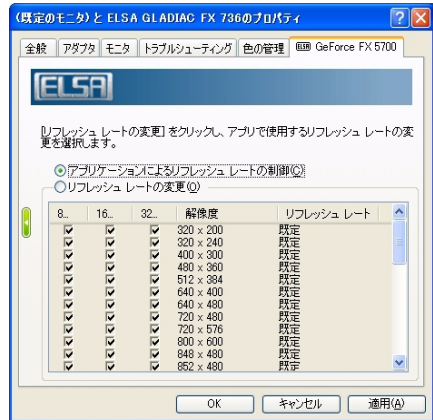 (既定のモニタ) と ELSA GLADIAC FX 736のプロパティ
全般 アダプタ モニタ トラブルシューティング 色の管理 ELSA GeForce FX 5700
ELSA
[リフレッシュ レートの変更] をクリックし、アプリで使用するリフレッシュ レートの変
更を選択します。
アプリケーションによるリフレッシュ レートの制御(C)
リフレッシュ レートの変更(O)
8... 16... 32... 解像度 リフレッシュ レート
320 x 200 既定
320 x 240 既定
400 x 300 既定
480 x 360 既定
512 x 384 既定
640 x 400 既定
640 x 480 既定
720 x 480 既定
720 x 576 既定
800 x 600 既定
848 x 480 既定
852 x 480 既定
OK キャンセル 適用(A)